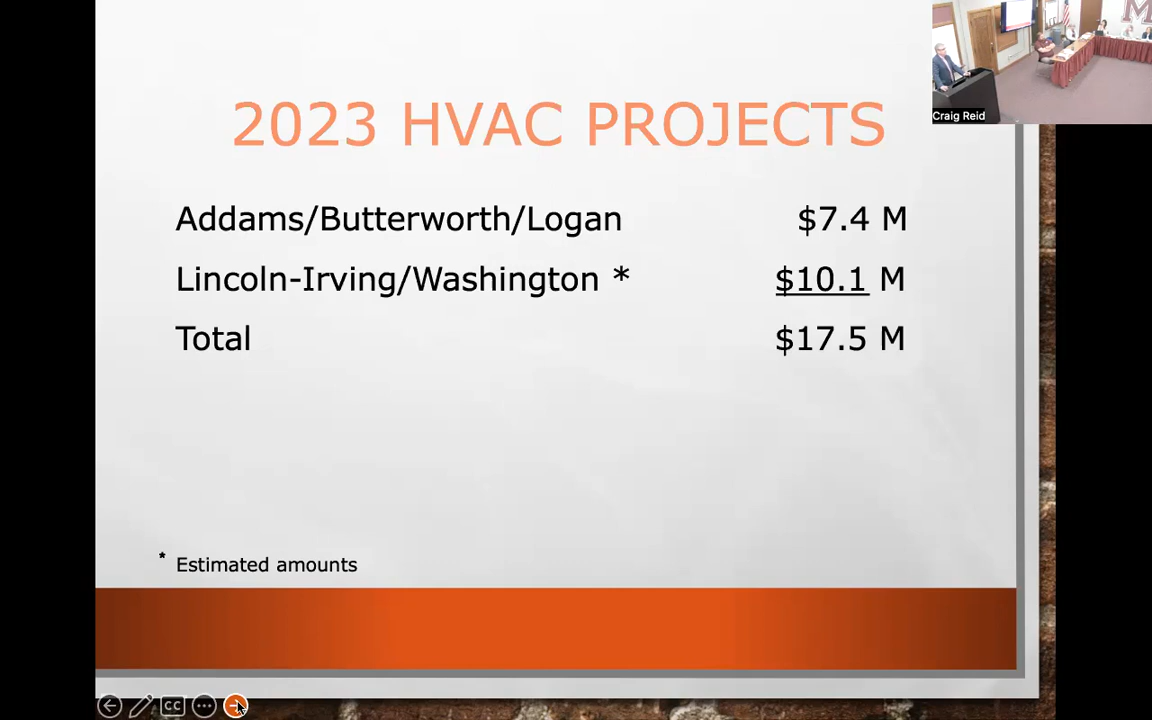 2023 HVAC PROJECTS
Addams/Butterworth/Logan $7.4 M
Lincoln-Irving/Washington * $10.1 M
Total $17.5 M
* Estimated amounts
Craig Reid
M
CC